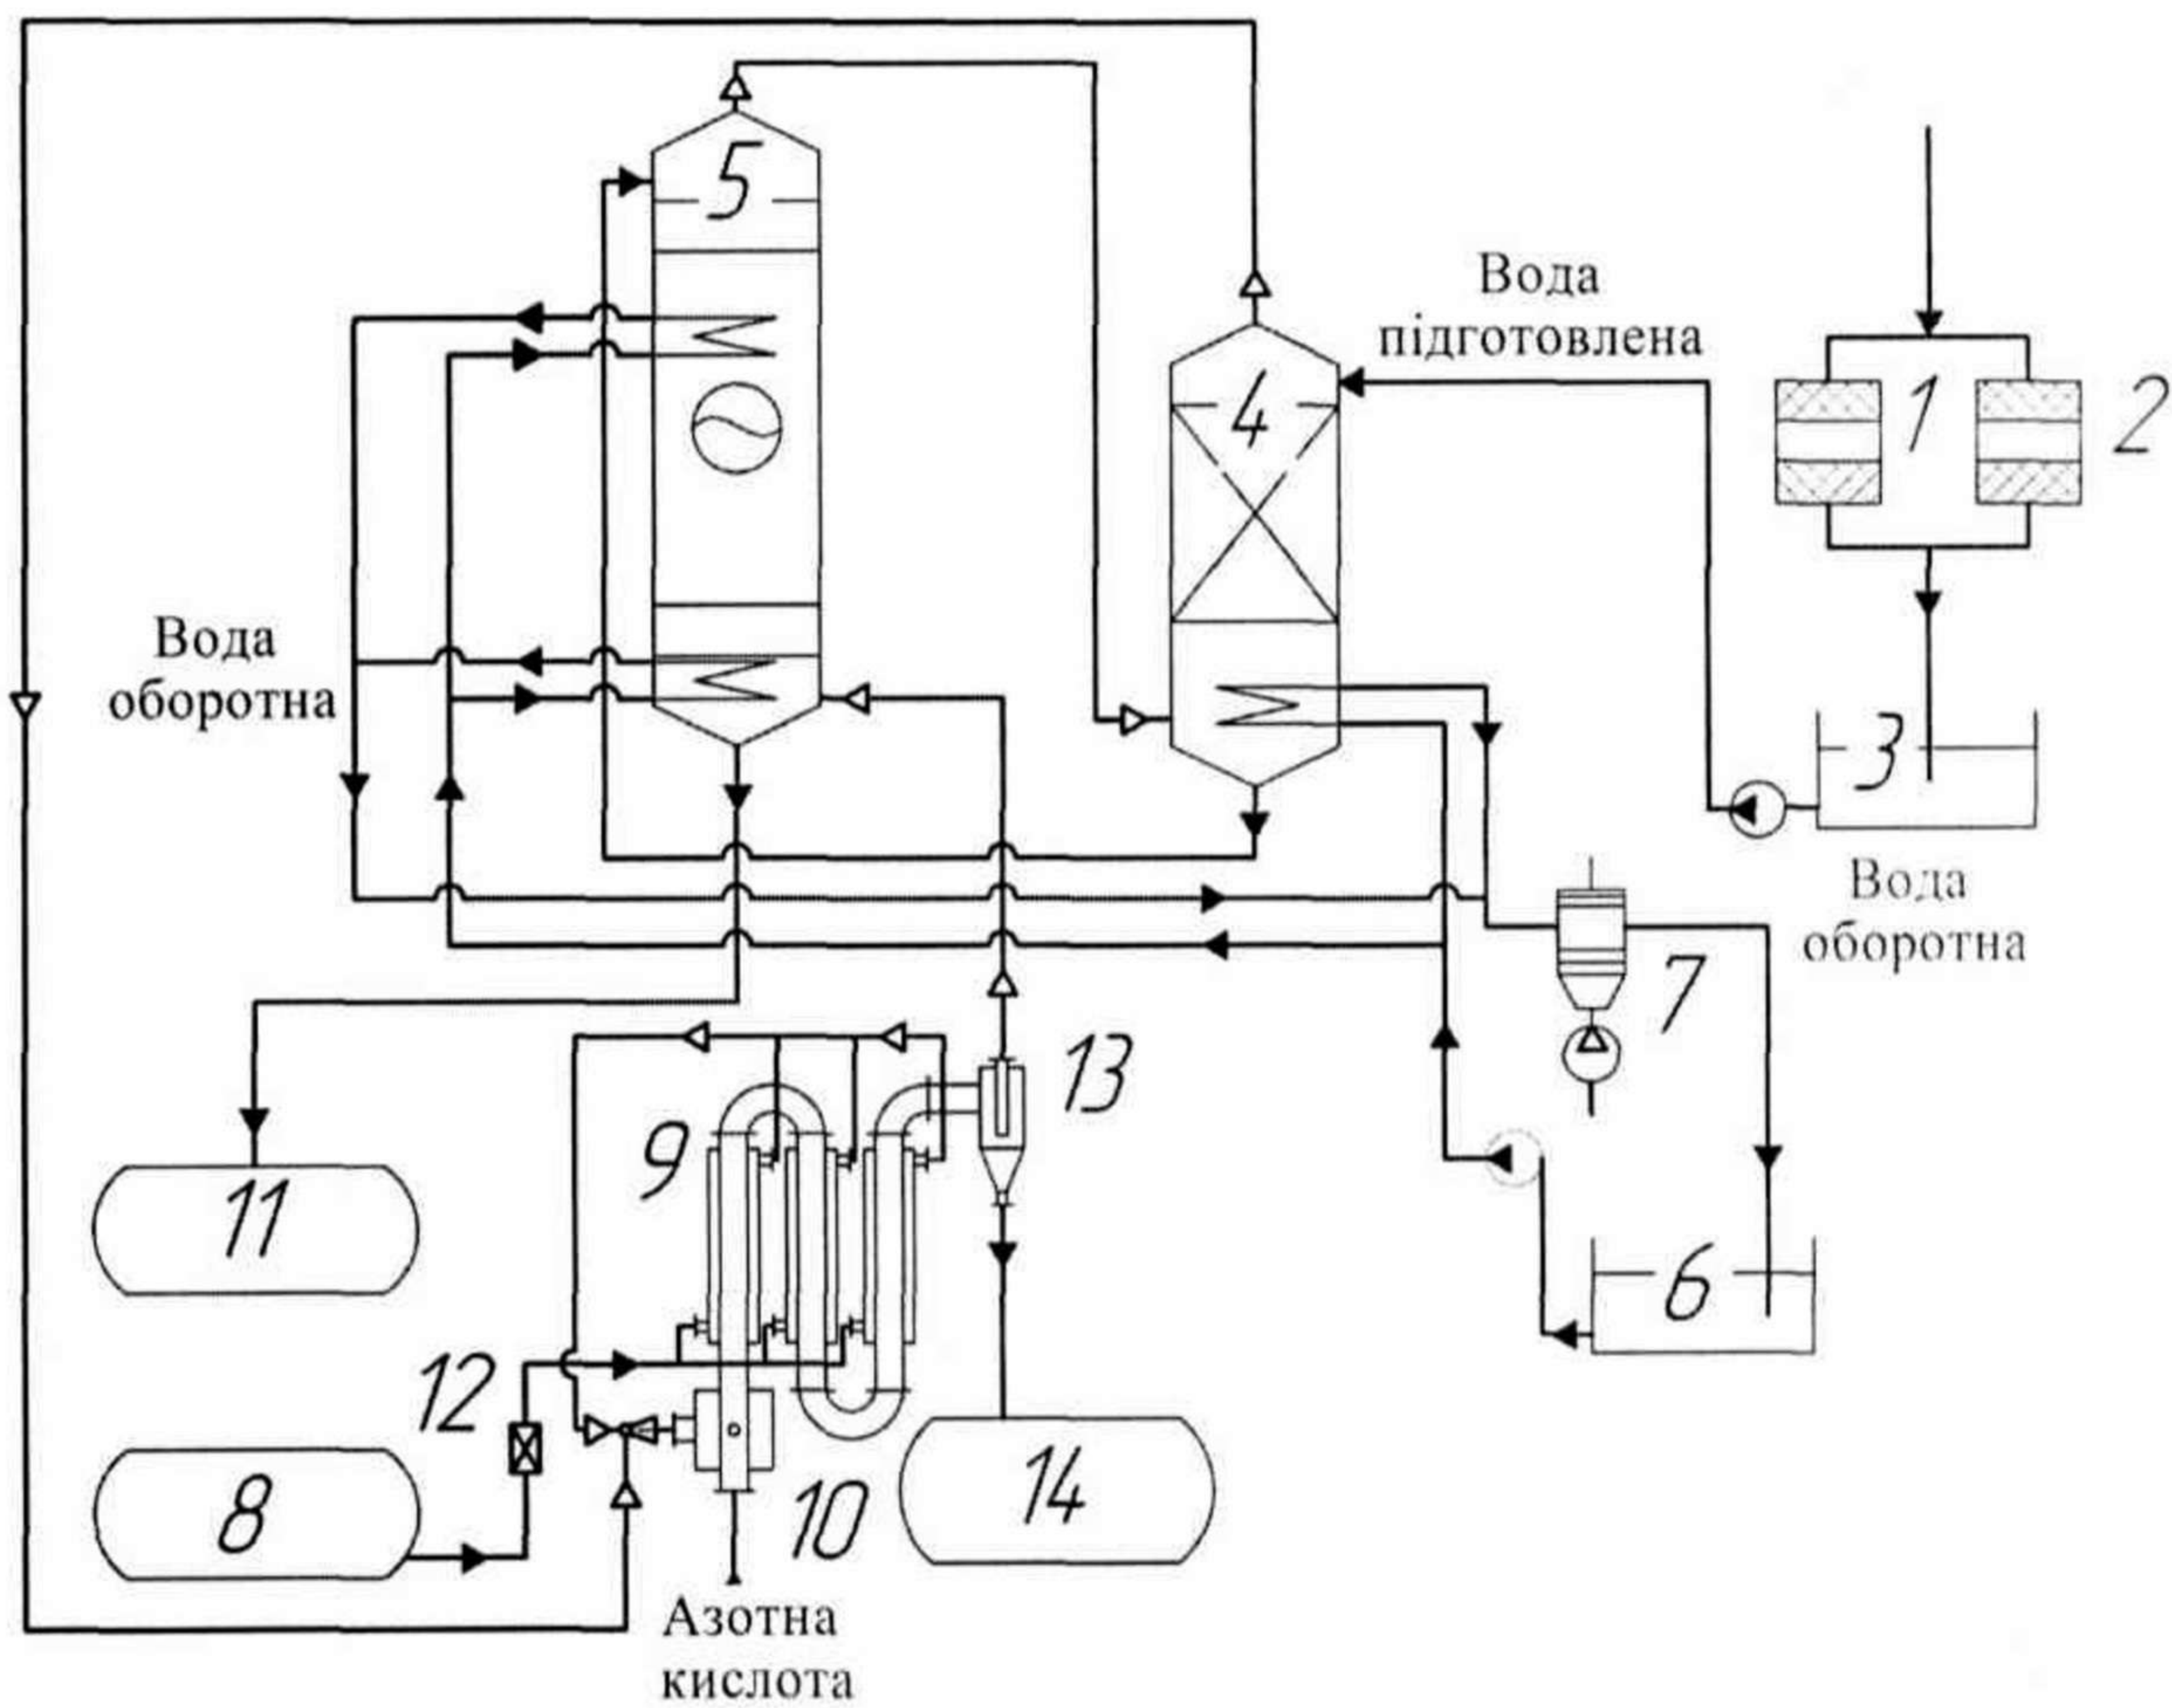 5
Вода
підготовлена
1
2
4
Вода
оборотна
3
Вода
оборотна
7
13
9
11
6
12
14
8
10
Азотна
кислота